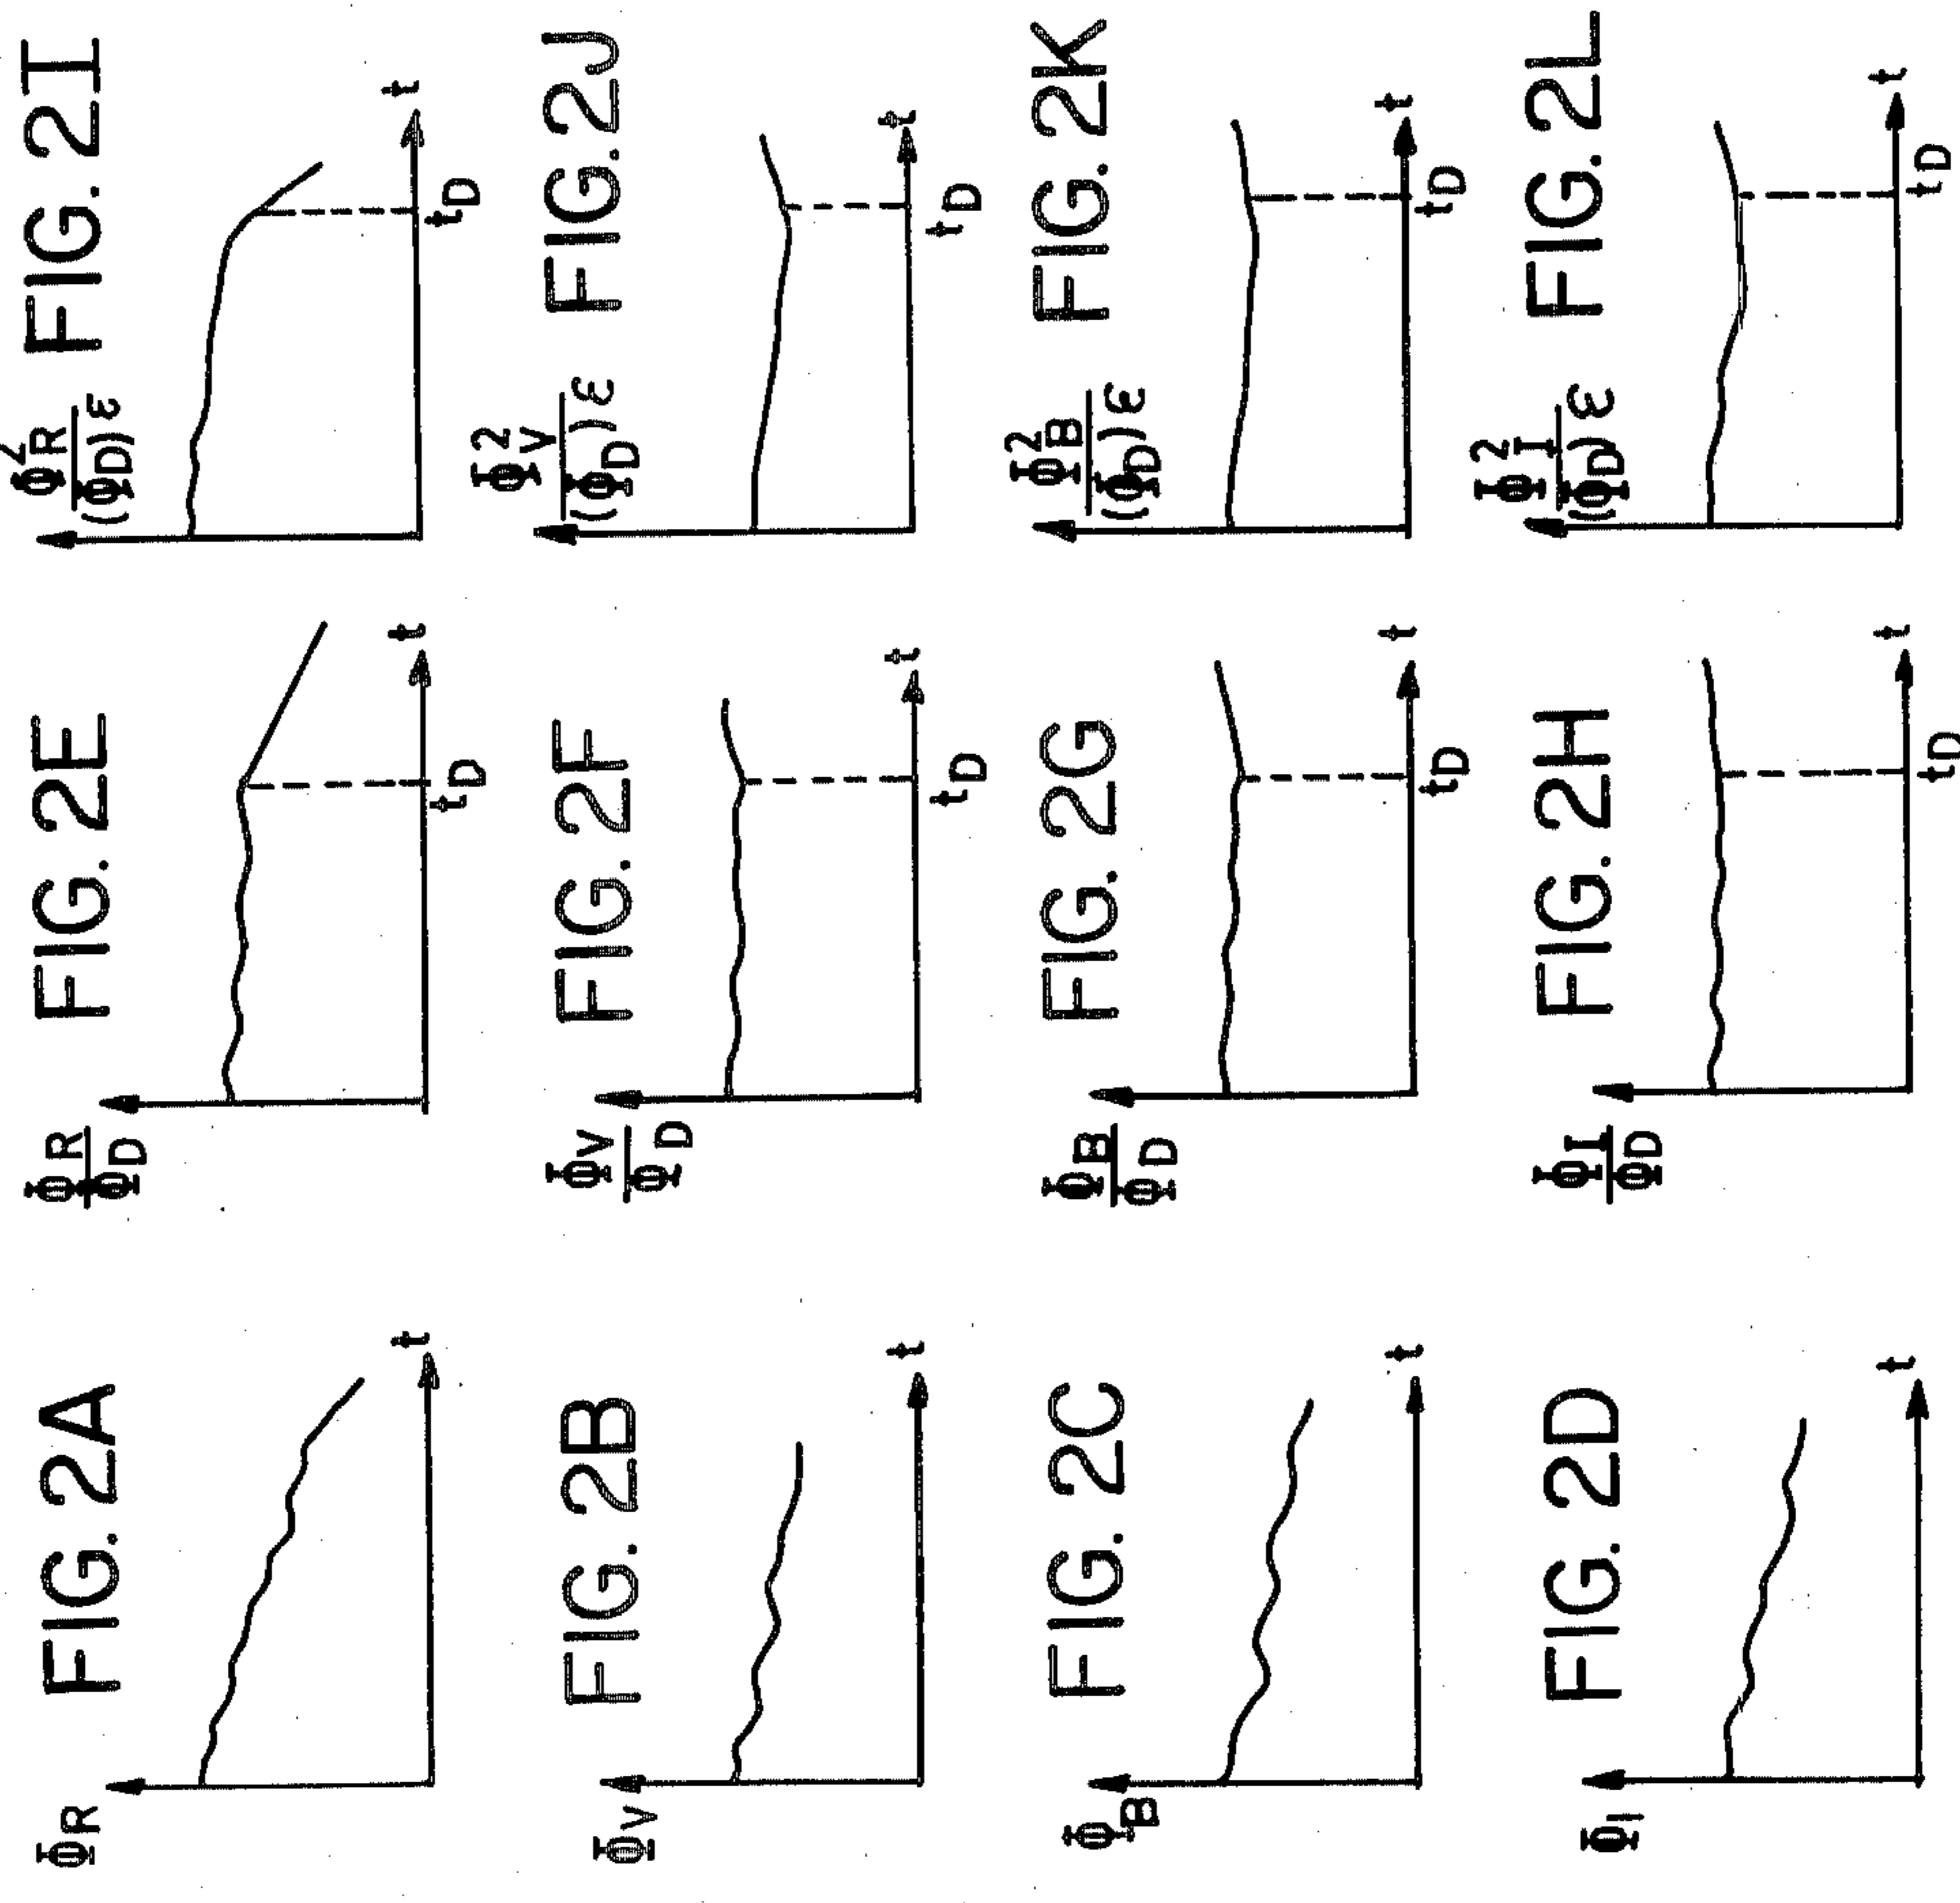 FIG. 2A
Φ_R
t
FIG. 2E
Φ_R
Φ_D
t_D
t
FIG. 2I
Φ²_R
(Φ_D)ε
t_D
t
FIG. 2B
Φ_V
t
FIG. 2F
Φ_V
Φ_D
t_D
t
FIG. 2J
Φ²_V
(Φ_D)ε
t_D
t
FIG. 2C
Φ_B
t
FIG. 2G
Φ_B
Φ_D
t_D
t
FIG. 2K
Φ²_B
(Φ_D)ε
t_D
t
FIG. 2D
Φ_I
t
FIG. 2H
Φ_I
Φ_D
t_D
t
FIG. 2L
Φ²_I
(Φ_D)ε
t_D
t